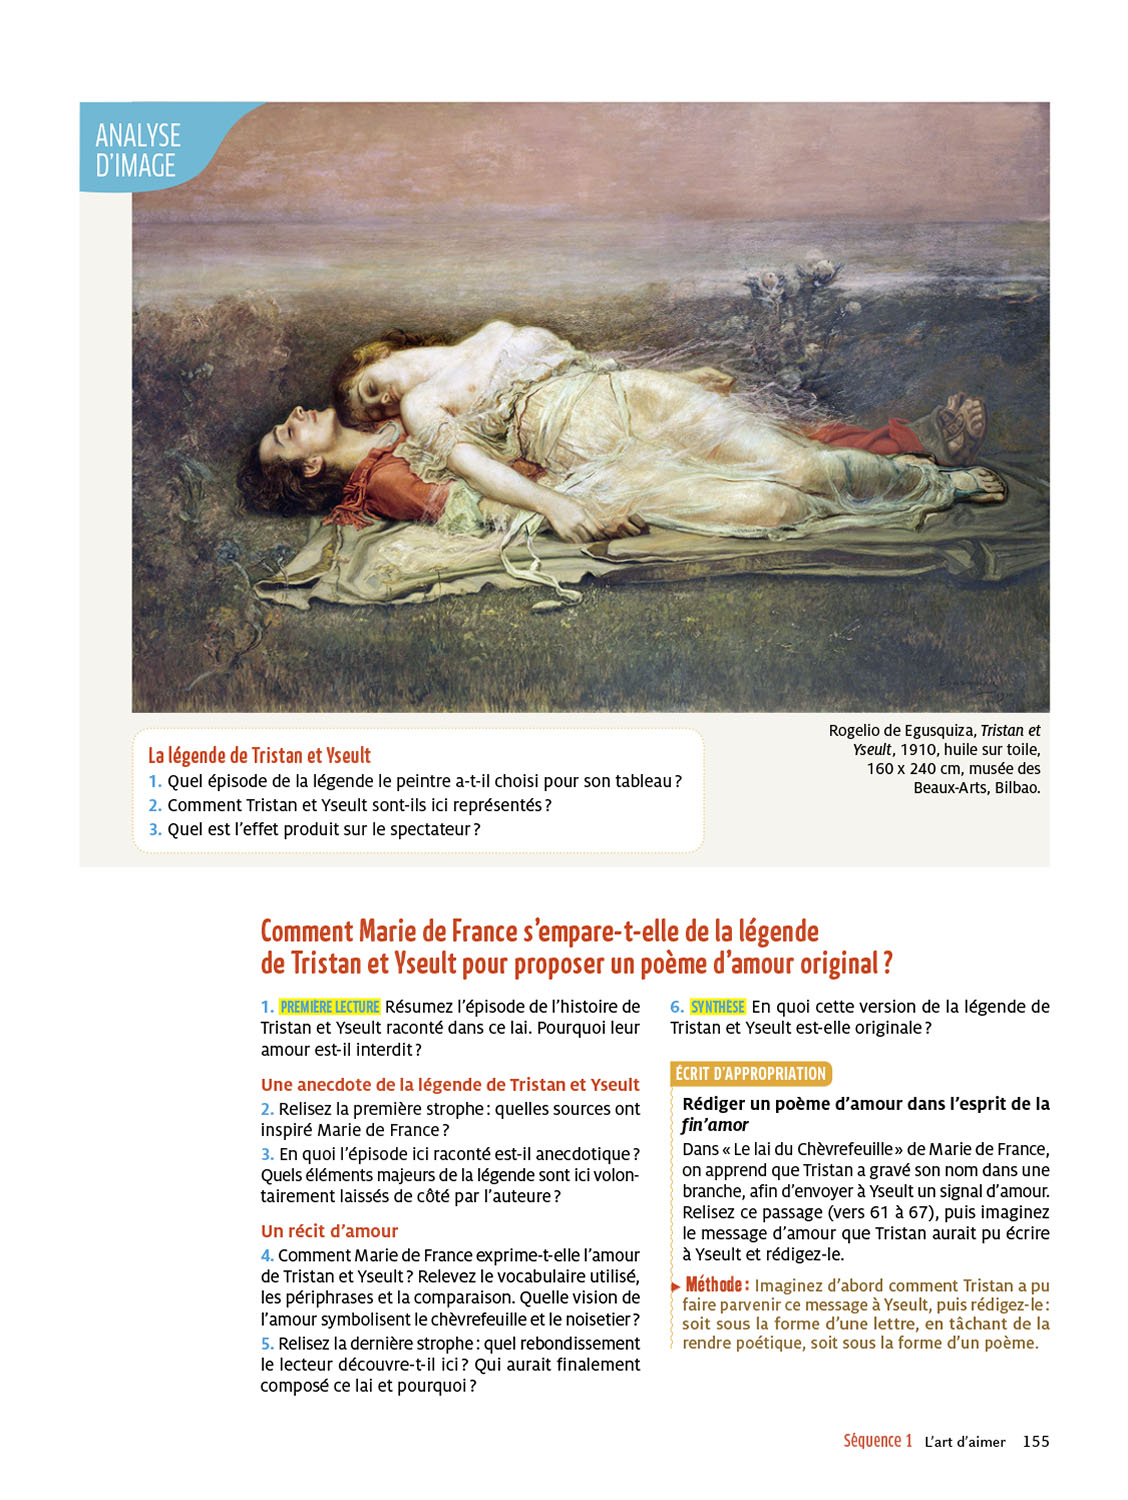 ANALYSE
D'IMAGE
La légende de Tristan et Yseult
1. Quel épisode de la légende le peintre a-t-il choisi pour son tableau ?
2. Comment Tristan et Yseult sont-ils ici représentés ?
3. Quel est l'effet produit sur le spectateur ?
Rogelio de Egusquiza, Tristan et
Yseult, 1910, huile sur toile,
160 x 240 cm, musée des
Beaux-Arts, Bilbao.
Comment Marie de France s'empare-t-elle de la légende
de Tristan et Yseult pour proposer un poème d'amour original ?
1. PREMIÈRE LECTURE Résumez l'épisode de l'histoire de
Tristan et Yseult raconté dans ce lai. Pourquoi leur
amour est-il interdit ?
Une anecdote de la légende de Tristan et Yseult
2. Relisez la première strophe : quelles sources ont
inspiré Marie de France ?
3. En quoi l'épisode ici raconté est-il anecdotique ?
Quels éléments majeurs de la légende sont ici volon-
tairement laissés de côté par l'auteure ?
Un récit d'amour
4. Comment Marie de France exprime-t-elle l'amour
de Tristan et Yseult ? Relevez le vocabulaire utilisé,
les périphrases et la comparaison. Quelle vision de
l'amour symbolisent le chèvrefeuille et le noisetier ?
5. Relisez la dernière strophe : quel rebondissement
le lecteur découvre-t-il ici ? Qui aurait finalement
composé ce lai et pourquoi ?
6. SYNTHÈSE En quoi cette version de la légende de
Tristan et Yseult est-elle originale ?
ÉCRIT D'APPROPRIATION
Rédiger un poème d'amour dans l'esprit de la
fin'amor
Dans « Le lai du Chèvrefeuille » de Marie de France,
on apprend que Tristan a gravé son nom dans une
branche, afin d'envoyer à Yseult un signal d'amour.
Relisez ce passage (vers 61 à 67), puis imaginez
le message d'amour que Tristan aurait pu écrire
à Yseult et rédigez-le.
▸ Méthode : Imaginez d'abord comment Tristan a pu
faire parvenir ce message à Yseult, puis rédigez-le :
soit sous la forme d'une lettre, en tâchant de la
rendre poétique, soit sous la forme d'un poème.
Séquence 1 L'art d'aimer 155